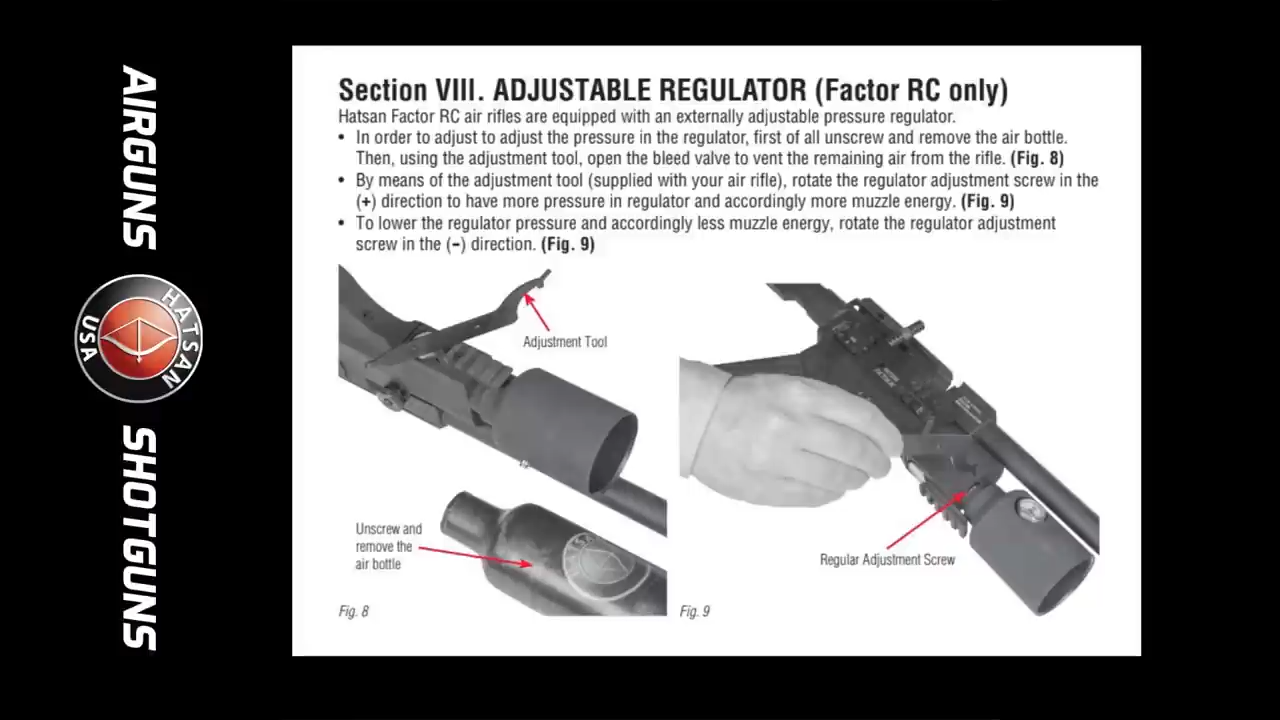 AIRGUNS
HATSAN
USA
SHOTGUNS
Section VIII. ADJUSTABLE REGULATOR (Factor RC only)
Hatsan Factor RC air rifles are equipped with an externally adjustable pressure regulator.
• In order to adjust to adjust the pressure in the regulator, first of all unscrew and remove the air bottle.
Then, using the adjustment tool, open the bleed valve to vent the remaining air from the rifle. (Fig. 8)
• By means of the adjustment tool (supplied with your air rifle), rotate the regulator adjustment screw in the
(+) direction to have more pressure in regulator and accordingly more muzzle energy. (Fig. 9)
• To lower the regulator pressure and accordingly less muzzle energy, rotate the regulator adjustment
screw in the (–) direction. (Fig. 9)
Adjustment Tool
Unscrew and
remove the
air bottle
Fig. 8
Regular Adjustment Screw
Fig. 9